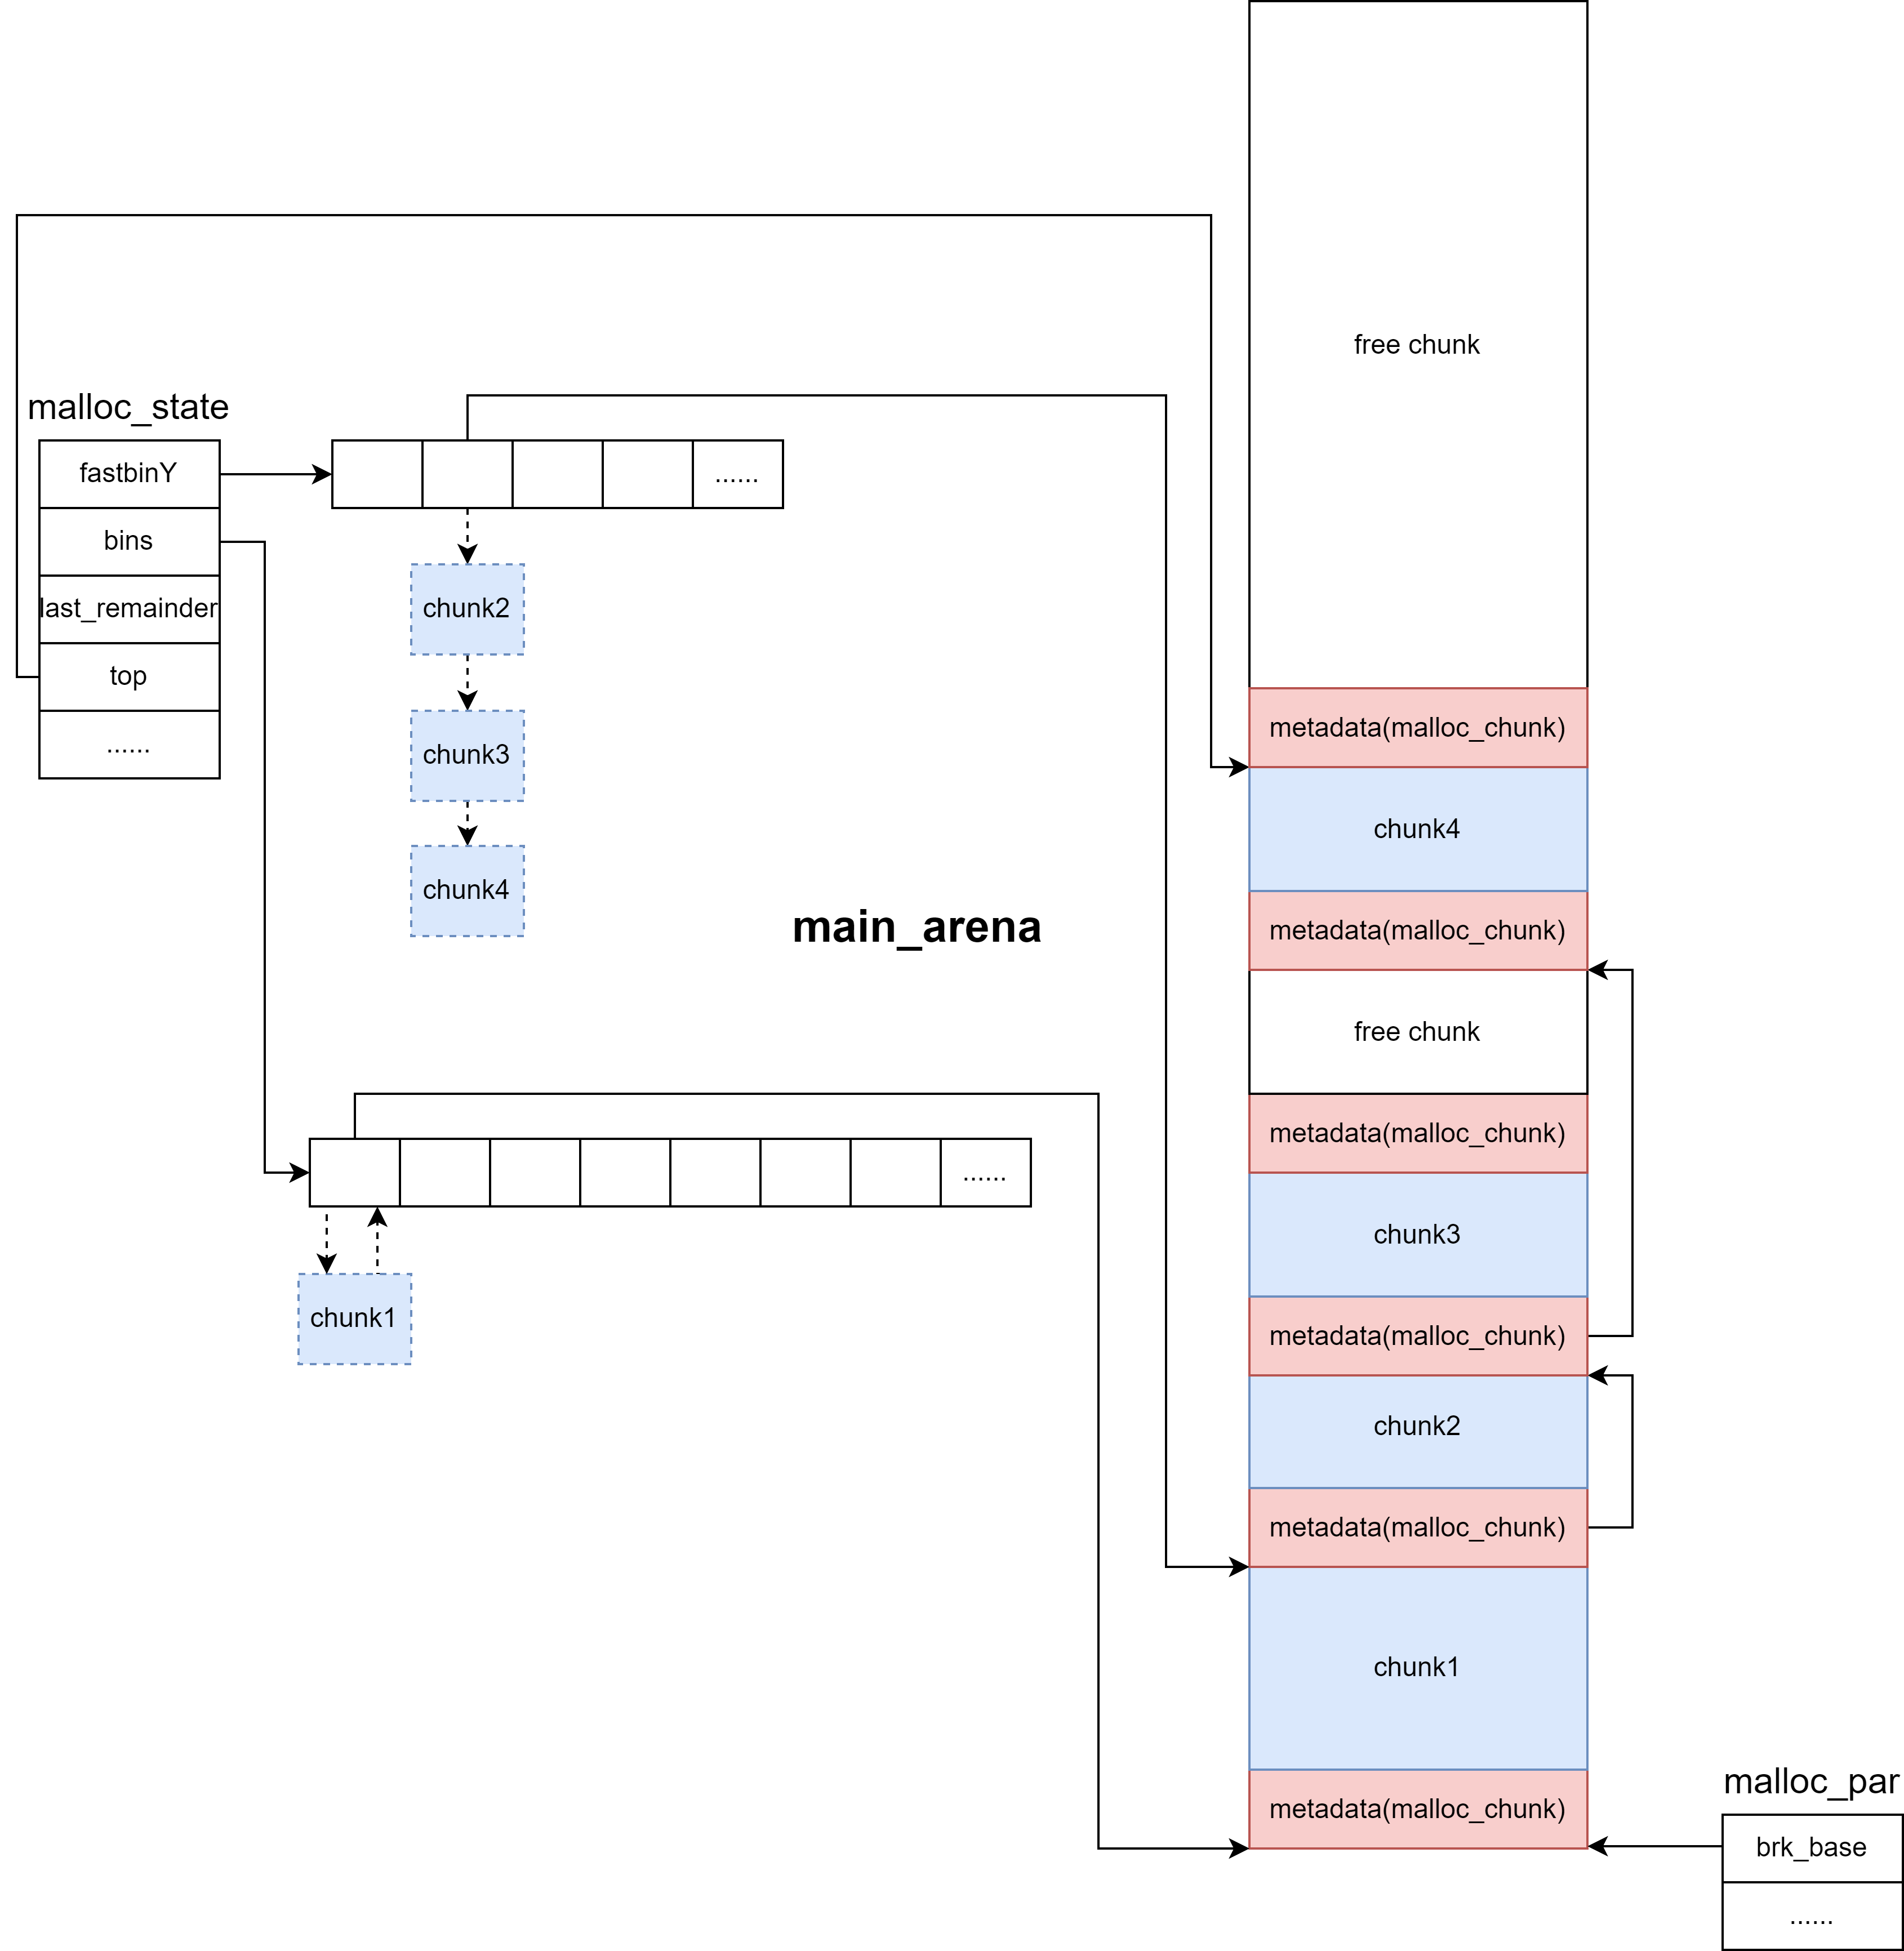 free chunk
malloc_state
fastbinY
......
bins
chunk2
last_remainder
top
metadata(malloc_chunk)
......
chunk3
chunk4
chunk4
main_arena
metadata(malloc_chunk)
free chunk
metadata(malloc_chunk)
......
chunk3
chunk1
metadata(malloc_chunk)
chunk2
metadata(malloc_chunk)
chunk1
malloc_par
metadata(malloc_chunk)
brk_base
......